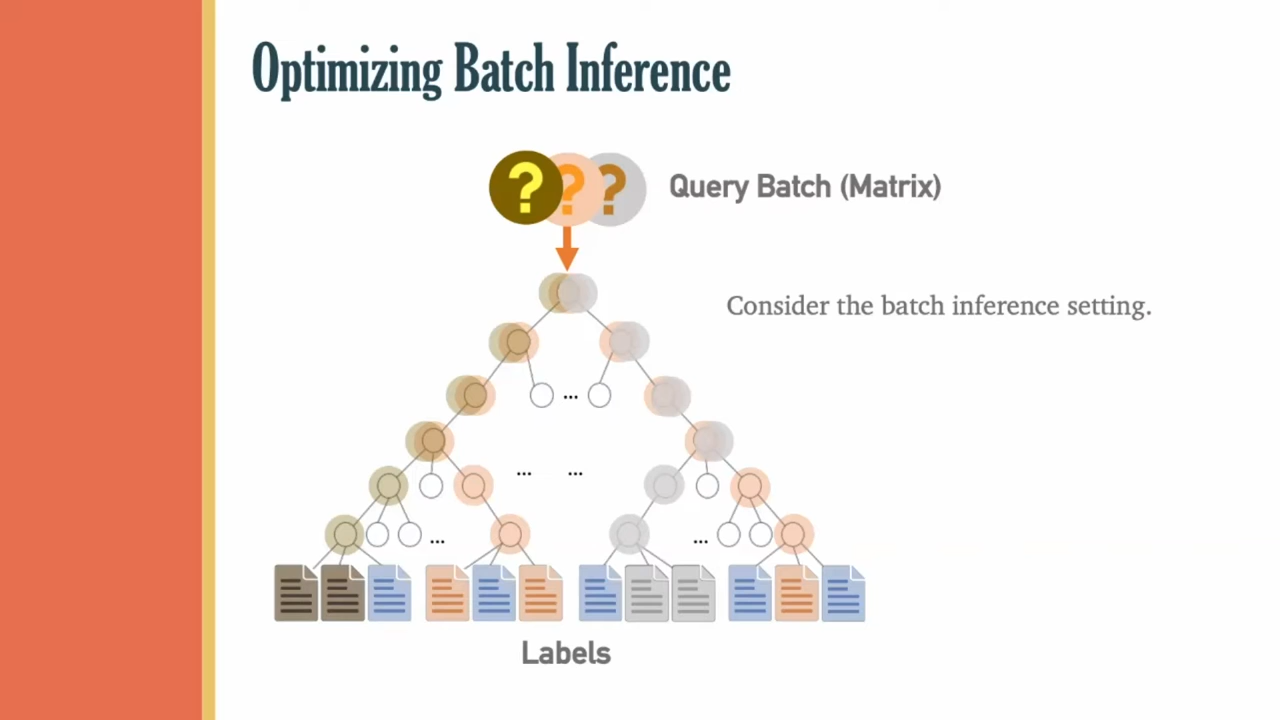 Optimizing Batch Inference
? ? ?
Query Batch (Matrix)
Consider the batch inference setting.
...
... ...
... ...
Labels